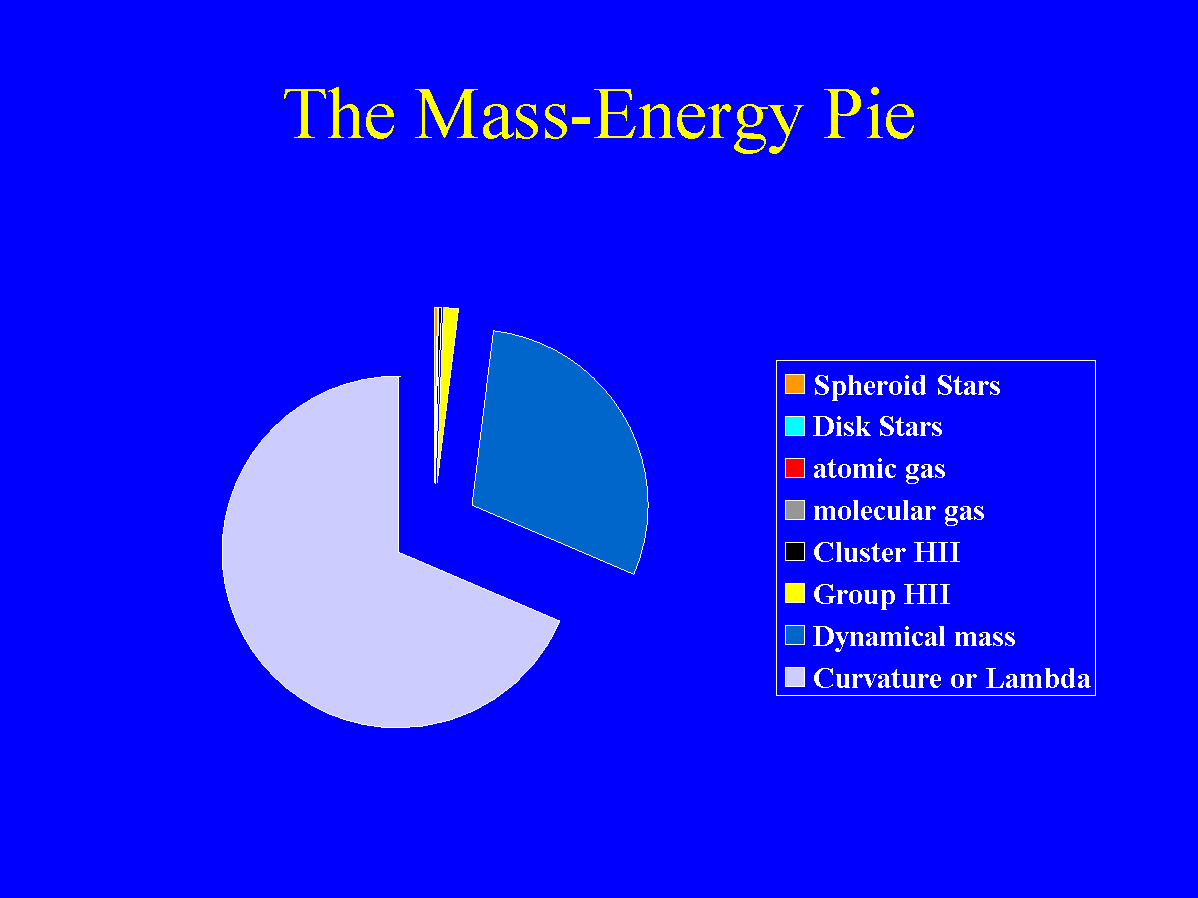 The Mass-Energy Pie
Spheroid Stars
Disk Stars
atomic gas
molecular gas
Cluster HII
Group HII
Dynamical mass
Curvature or Lambda